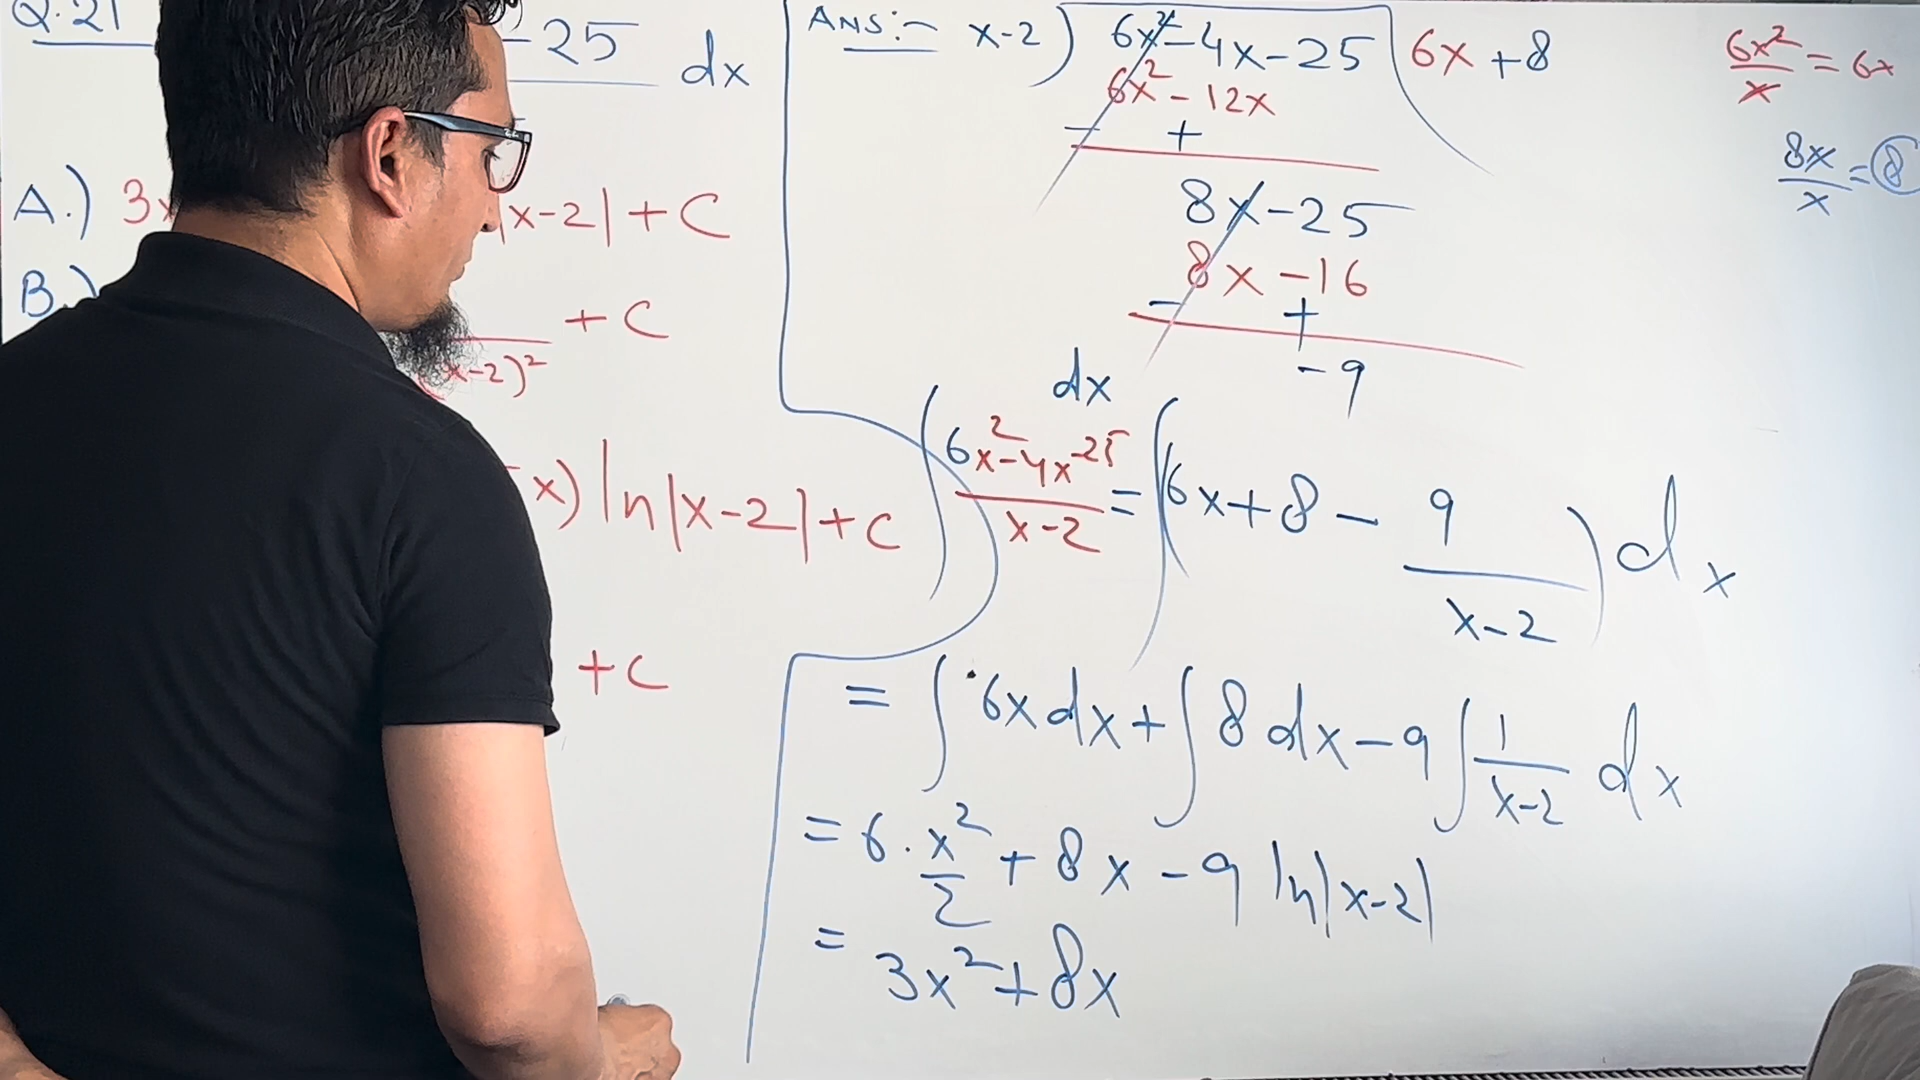 Q.21
-25 dx
A.) 3x |x-2| + C
B.) + C
(x-2)²
x) ln|x-2| + C
+ C
Ans:- x-2 ) 6x²-4x-25 ( 6x + 8
6x² - 12x
- +
8x - 25
8x - 16
- +
- 9
6x²/x = 6x
8x/x = 8
dx
∫ 6x²-4x-25 / x-2 = ∫(6x + 8 - 9/x-2) dx
= ∫ 6x dx + ∫ 8 dx - 9 ∫ 1/x-2 dx
= 6 . x²/2 + 8x - 9 ln|x-2|
= 3x² + 8x